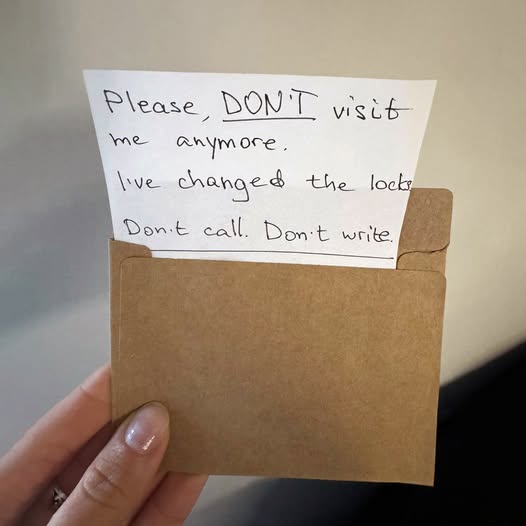 Please, DON'T visit
me anymore.
I've changed the locks
Don't call. Don't write.